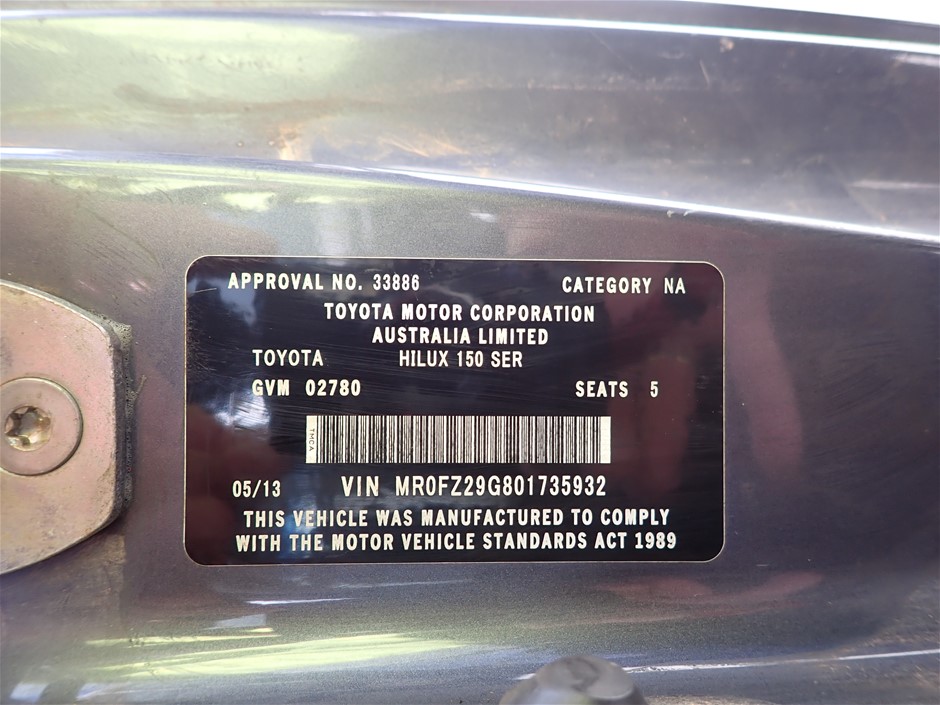 APPROVAL NO. 33886 CATEGORY NA
TOYOTA MOTOR CORPORATION
AUSTRALIA LIMITED
TOYOTA HILUX 150 SER
GVM 02780 SEATS 5
TMCA
05/13 VIN MR0FZ29G801735932
THIS VEHICLE WAS MANUFACTURED TO COMPLY
WITH THE MOTOR VEHICLE STANDARDS ACT 1989